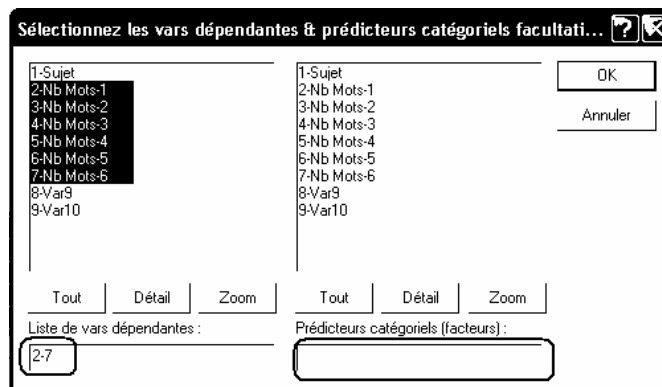 Sélectionnez les vars dépendantes & prédicteurs catégoriels facultati...
1-Sujet
2-Nb Mots-1
3-Nb Mots-2
4-Nb Mots-3
5-Nb Mots-4
6-Nb Mots-5
7-Nb Mots-6
8-Var9
9-Var10
1-Sujet
2-Nb Mots-1
3-Nb Mots-2
4-Nb Mots-3
5-Nb Mots-4
6-Nb Mots-5
7-Nb Mots-6
8-Var9
9-Var10
OK
Annuler
Tout Détail Zoom
Tout Détail Zoom
Liste de vars dépendantes :
2-7
Prédicteurs catégoriels (facteurs) :